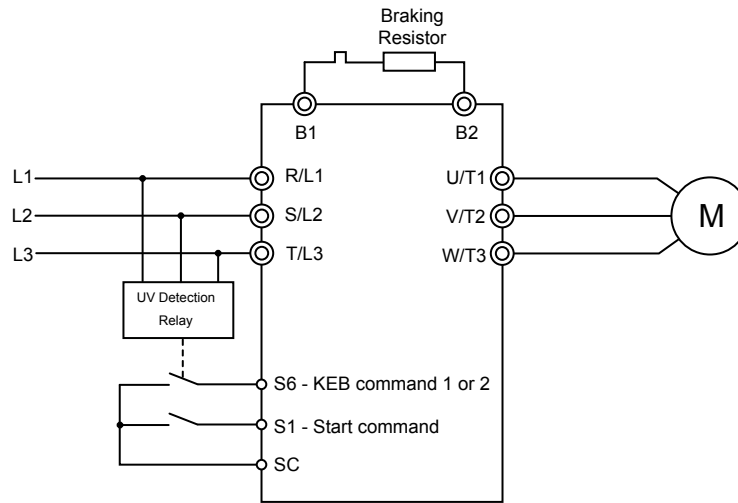 Braking
Resistor
B1
B2
L1
R/L1
U/T1
L2
S/L2
V/T2
M
L3
T/L3
W/T3
UV Detection
Relay
S6 - KEB command 1 or 2
S1 - Start command
SC